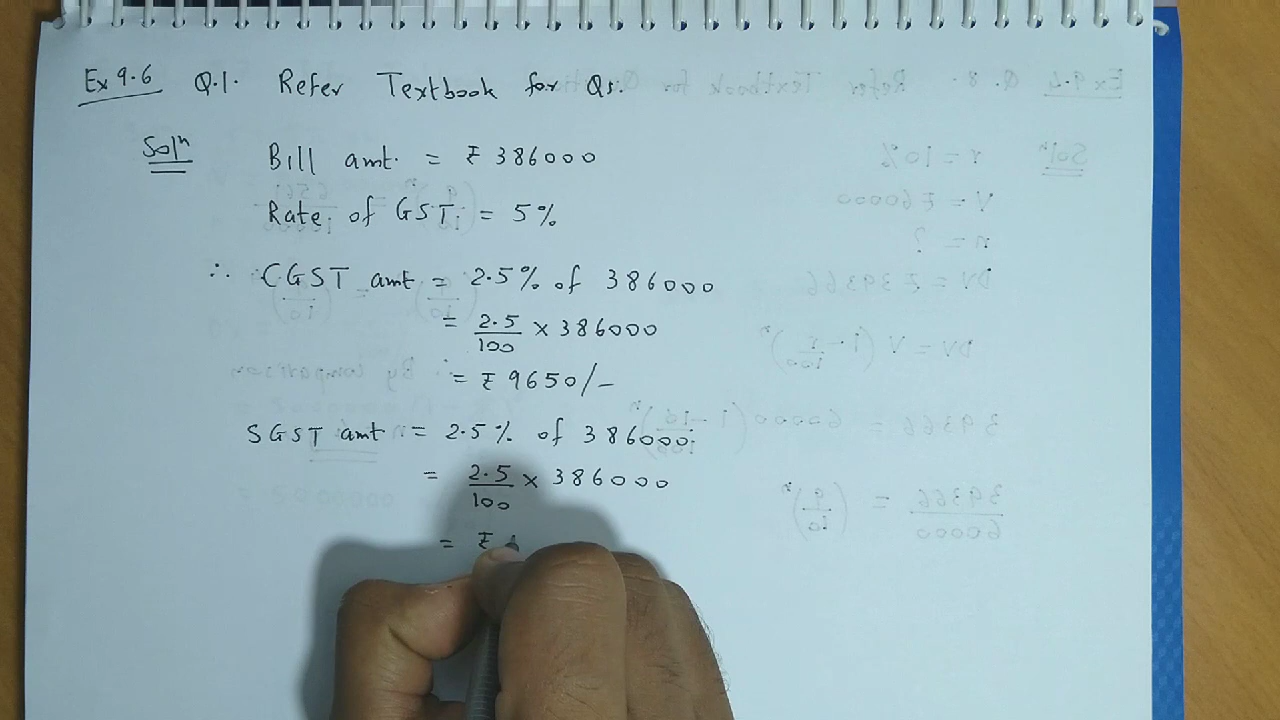 Ex 9.6 Q.1. Refer Textbook for Qs.
Solⁿ Bill amt. = ₹ 386000
Rate of GST = 5%
∴ CGST amt = 2.5% of 386000
= 2.5/100 × 386000
= ₹ 9650/-
SGST amt = 2.5% of 386000
= 2.5/100 × 386000
= ₹